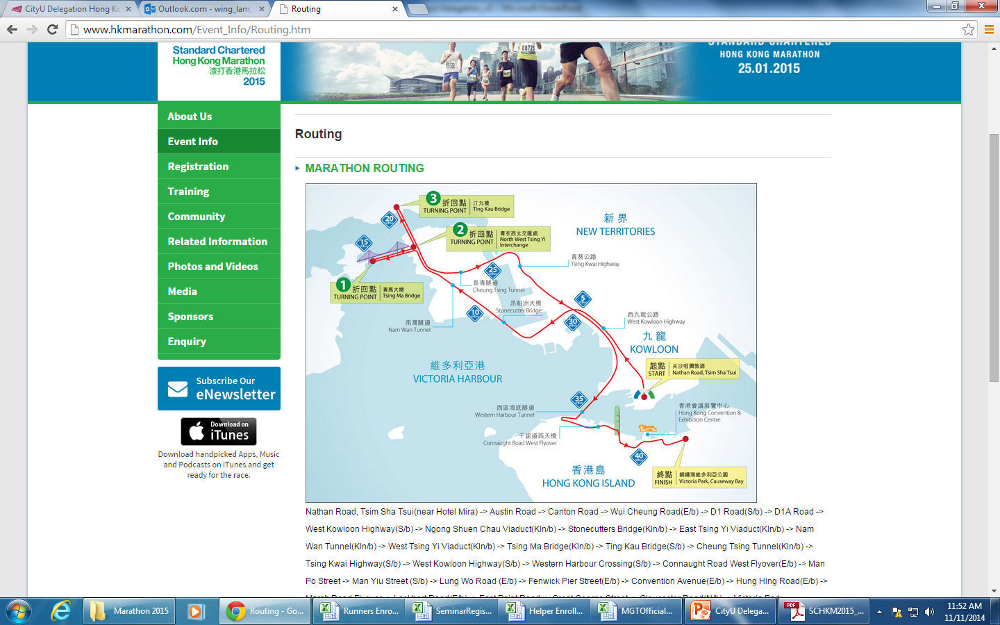 CityU Delegation Hong Ko
Outlook.com - wing_lam_
Routing
www.hkmarathon.com/Event_Info/Routing.htm
Standard Chartered
Hong Kong Marathon
渣打香港馬拉松
2015
STANDARD CHARTERED
HONG KONG MARATHON
25.01.2015
About Us
Event Info
Registration
Training
Community
Related Information
Photos and Videos
Media
Sponsors
Enquiry
Subscribe Our
eNewsletter
Download on
iTunes
Download handpicked Apps, Music
and Podcasts on iTunes and get
ready for the race.
Routing
MARATHON ROUTING
3 折回點 汀九橋
TURNING POINT Ting Kau Bridge
20
2 折回點 青衣西北交匯處
TURNING POINT North West Tsing Yi
Interchange
新界
NEW TERRITORIES
15
青葵公路
Tsing Kwai Highway
25
1 折回點 青馬大橋
TURNING POINT Tsing Ma Bridge
長青隧道
Cheung Tsing Tunnel
5
昂船洲大橋
Stonecutter Bridge
10
南灣隧道
Nam Wan Tunnel
30
西九龍公路
West Kowloon Highway
九龍
KOWLOON
維多利亞港
VICTORIA HARBOUR
起點 尖沙咀彌敦道
START Nathan Road, Tsim Sha Tsui
35
西區海底隧道
Western Harbour Tunnel
香港會議展覽中心
Hong Kong Convention &
Exhibition Centre
干諾道西天橋
Connaught Road West Flyover
40
香港島
HONG KONG ISLAND
終點 銅鑼灣維多利亞公園
FINISH Victoria Park, Causeway Bay
Nathan Road, Tsim Sha Tsui(near Hotel Mira) -> Austin Road -> Canton Road -> Wui Cheung Road(E/b) -> D1 Road(S/b) -> D1A Road ->
West Kowloon Highway(S/b) -> Ngong Shuen Chau Viaduct(Kln/b) -> Stonecutters Bridge(Kln/b) -> East Tsing Yi Viaduct(Kln/b) -> Nam
Wan Tunnel(Kln/b) -> West Tsing Yi Viaduct(Kln/b) -> Tsing Ma Bridge(Kln/b) -> Ting Kau Bridge(S/b) -> Cheung Tsing Tunnel(Kln/b) ->
Tsing Kwai Highway(S/b) -> West Kowloon Highway(S/b) -> Western Harbour Crossing(S/b) -> Connaught Road West Flyover(E/b) -> Man
Po Street -> Man Yiu Street (S/b) -> Lung Wo Road (E/b) -> Fenwick Pier Street(E/b) -> Convention Avenue(E/b) -> Hung Hing Road(E/b) ->
Marsh Road Flyover -> Lockhart Road(E/b) -> East Point Road -> Great George Street -> Gloucester Road(N/b) -> Victoria Park
Marathon 2015
Routing - Go...
Runners Enro...
SeminarRegis...
Helper Enroll...
MGTOfficial...
CityU Delega...
SCHKM2015_...
11:52 AM
11/11/2014